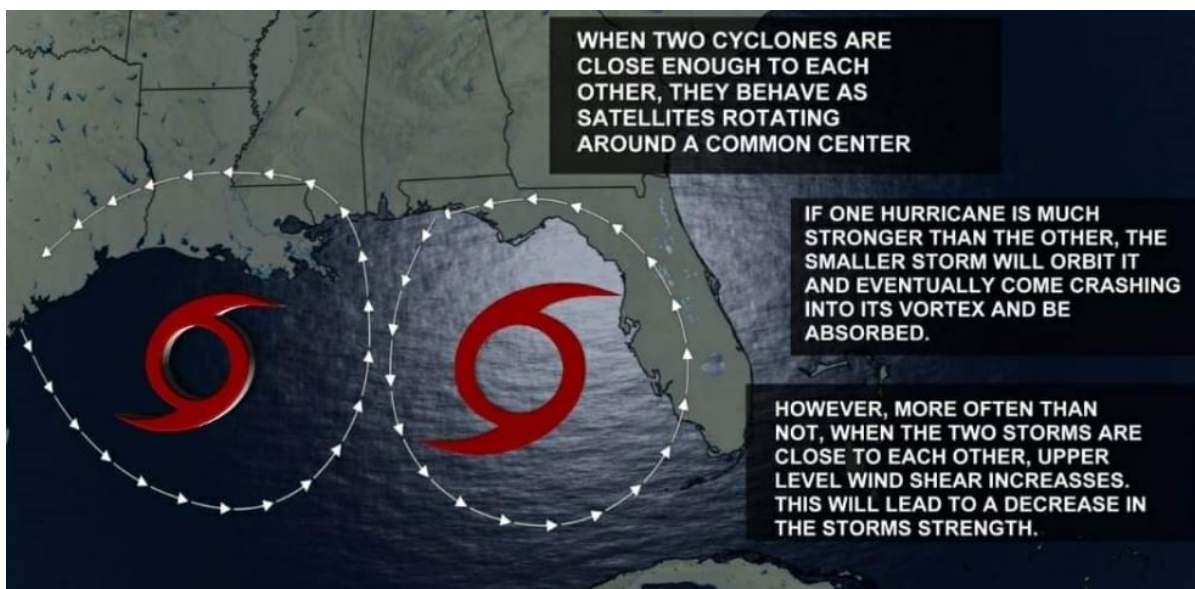 WHEN TWO CYCLONES ARE
CLOSE ENOUGH TO EACH
OTHER, THEY BEHAVE AS
SATELLITES ROTATING
AROUND A COMMON CENTER
IF ONE HURRICANE IS MUCH
STRONGER THAN THE OTHER, THE
SMALLER STORM WILL ORBIT IT
AND EVENTUALLY COME CRASHING
INTO ITS VORTEX AND BE
ABSORBED.
HOWEVER, MORE OFTEN THAN
NOT, WHEN THE TWO STORMS ARE
CLOSE TO EACH OTHER, UPPER
LEVEL WIND SHEAR INCREASSES.
THIS WILL LEAD TO A DECREASE IN
THE STORMS STRENGTH.